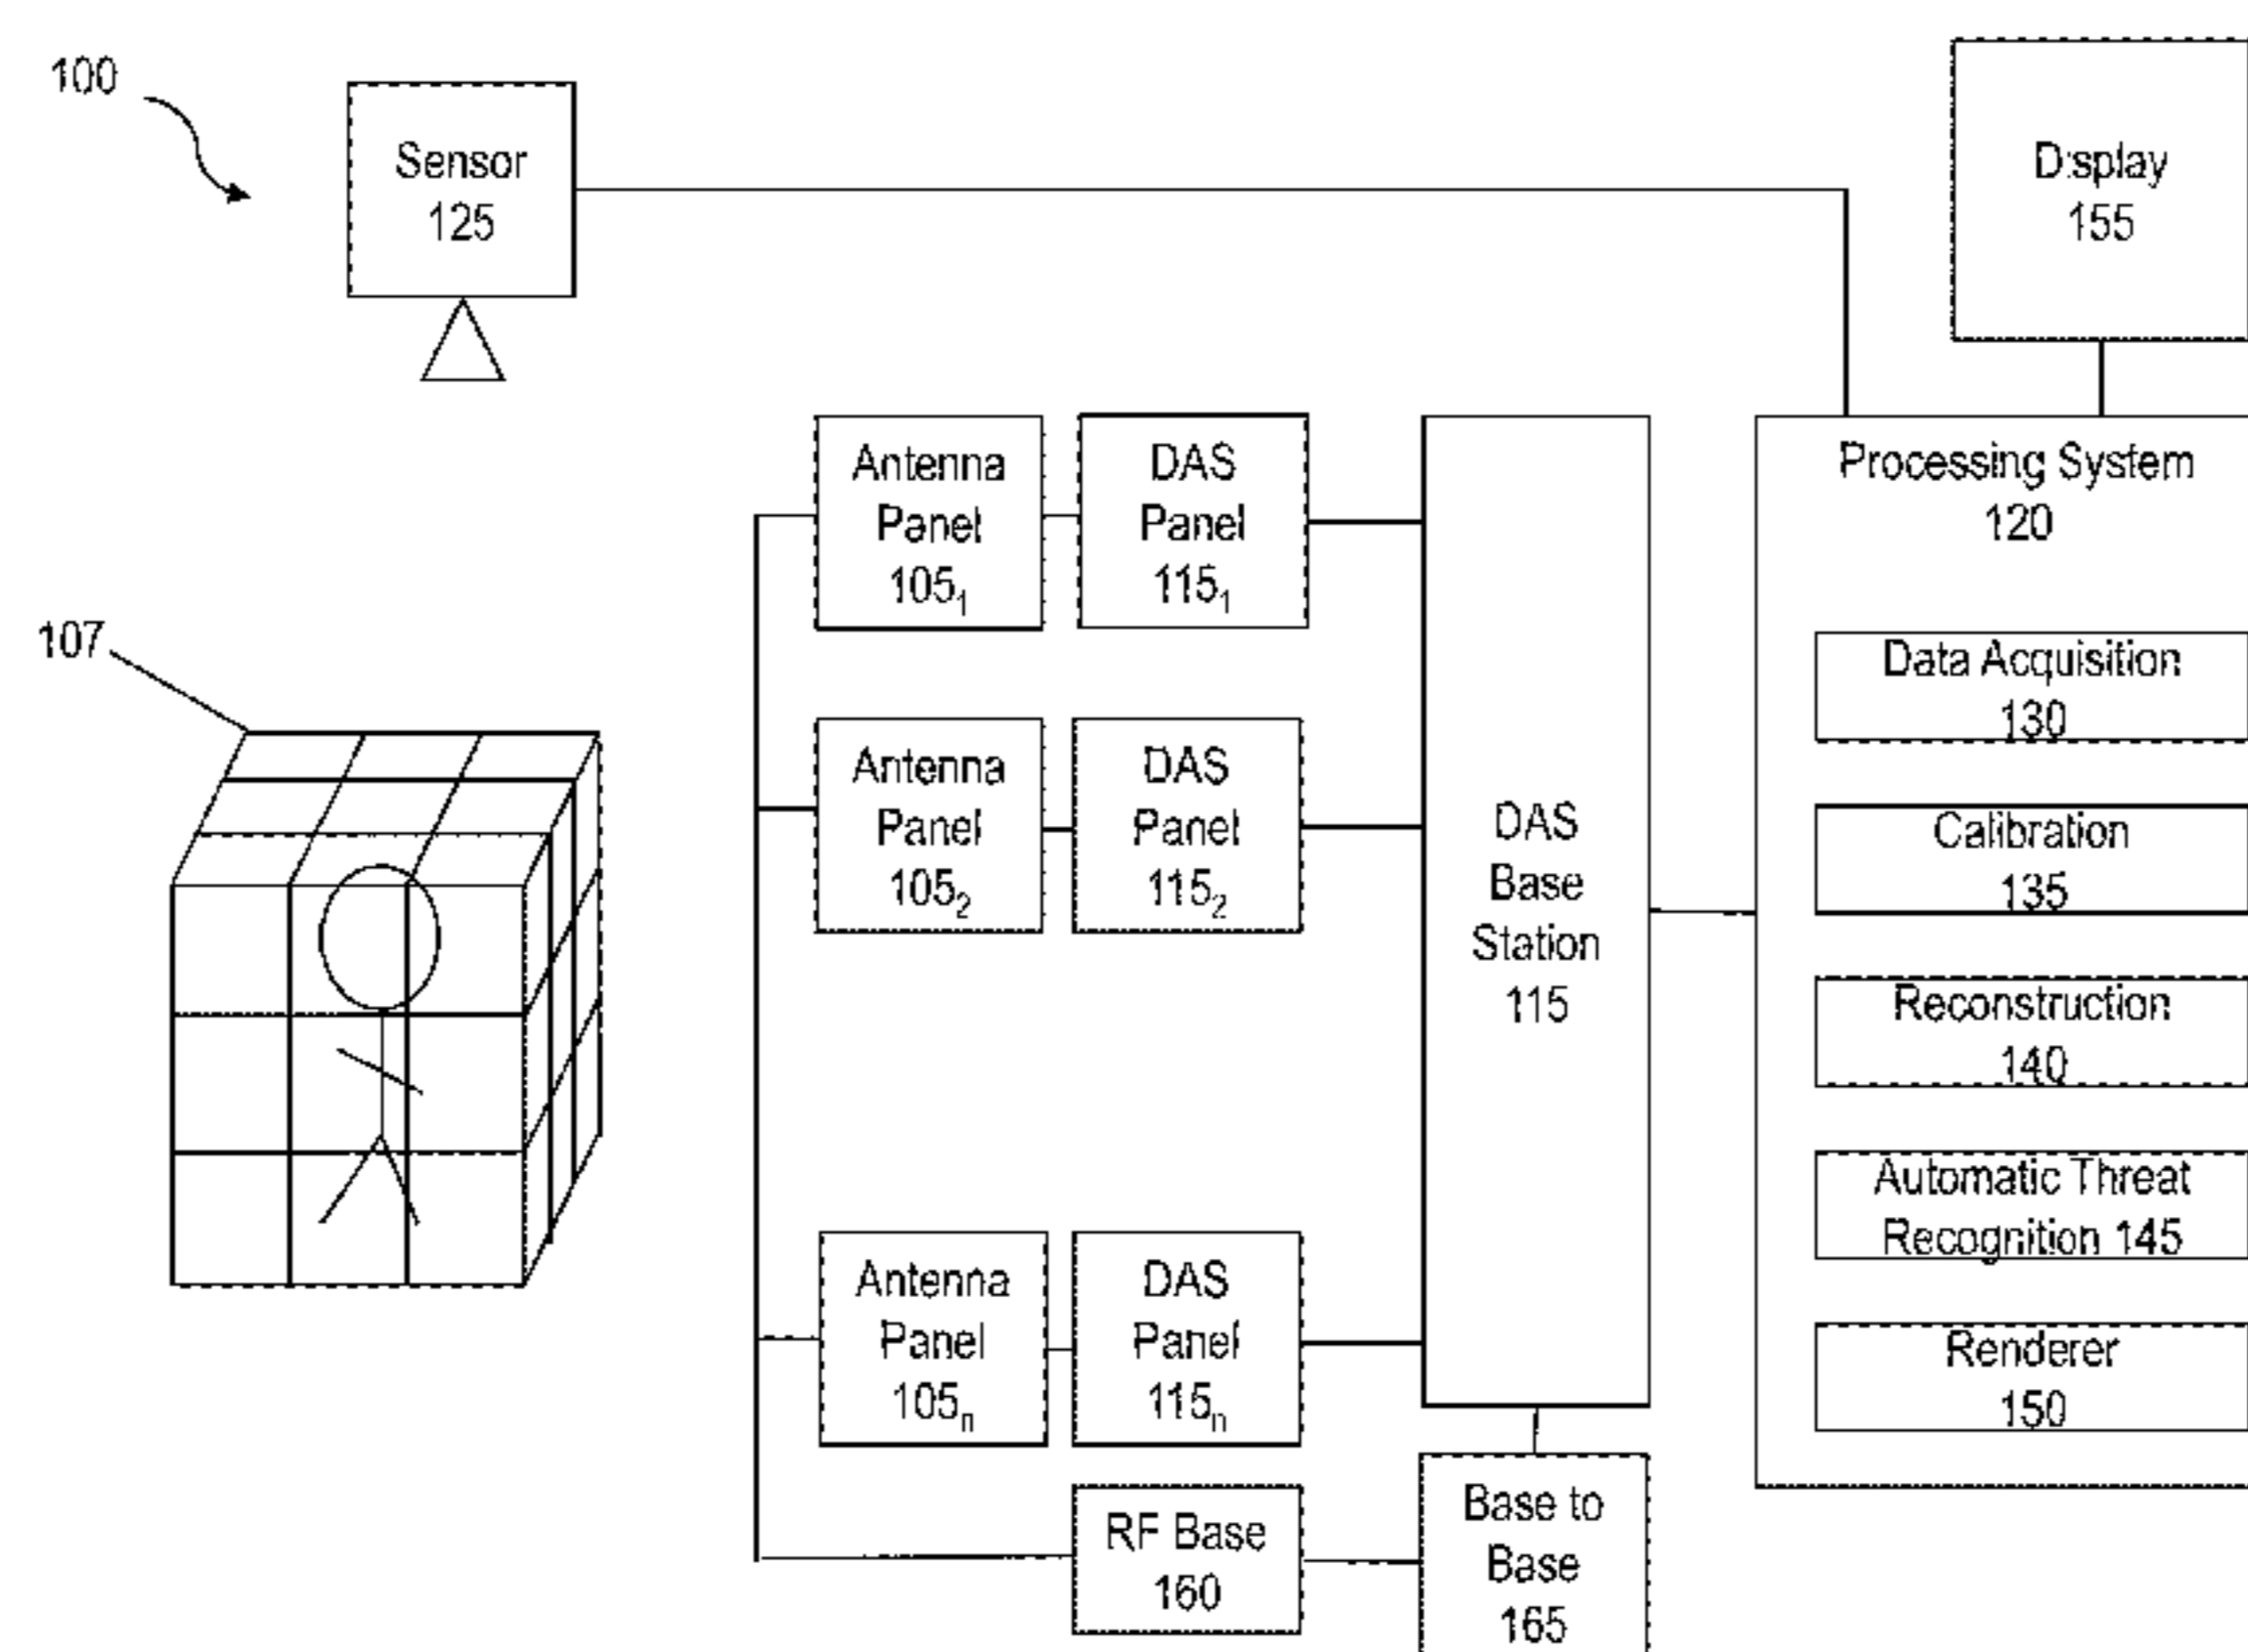 100
Sensor
125
Display
155
Antenna
Panel
105₁
DAS
Panel
115₁
Processing System
120
107
Data Acquisition
130
Antenna
Panel
105₂
DAS
Panel
115₂
DAS
Base
Station
115
Calibration
135
Reconstruction
140
Automatic Threat
Recognition 145
Antenna
Panel
105ₙ
DAS
Panel
115ₙ
Renderer
150
RF Base
160
Base to
Base
165